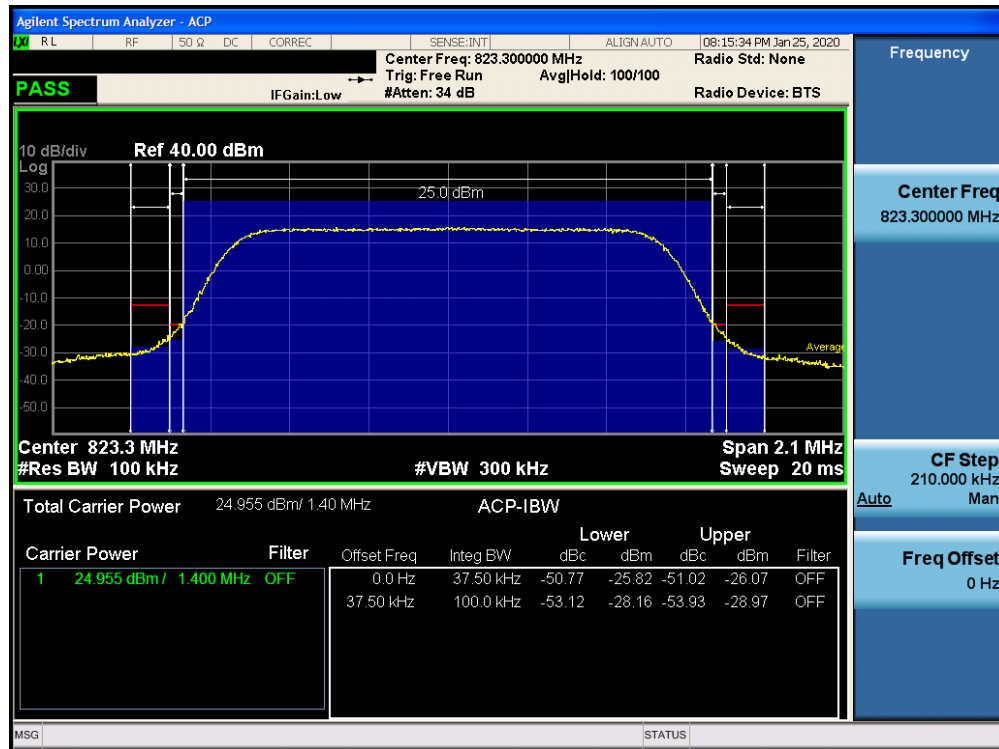 Agilent Spectrum Analyzer - ACP
LXI RL RF 50 Ω DC CORREC SENSE:INT ALIGN AUTO 08:15:34 PM Jan 25, 2020
Center Freq: 823.300000 MHz Radio Std: None
Trig: Free Run Avg|Hold: 100/100
PASS IFGain:Low #Atten: 34 dB Radio Device: BTS
10 dB/div Ref 40.00 dBm
Log
30.0
25.0 dBm
20.0
10.0
0.00
-10.0
-20.0
-30.0
Average
-40.0
-50.0
Center 823.3 MHz Span 2.1 MHz
#Res BW 100 kHz #VBW 300 kHz Sweep 20 ms
Total Carrier Power 24.955 dBm/ 1.40 MHz ACP-IBW
Lower Upper
Carrier Power Filter Offset Freq Integ BW dBc dBm dBc dBm Filter
1 24.955 dBm / 1.400 MHz OFF 0.0 Hz 37.50 kHz -50.77 -25.82 -51.02 -26.07 OFF
37.50 kHz 100.0 kHz -53.12 -28.16 -53.93 -28.97 OFF
MSG STATUS
Frequency
Center Freq
823.300000 MHz
CF Step
210.000 kHz
Auto Man
Freq Offset
0 Hz